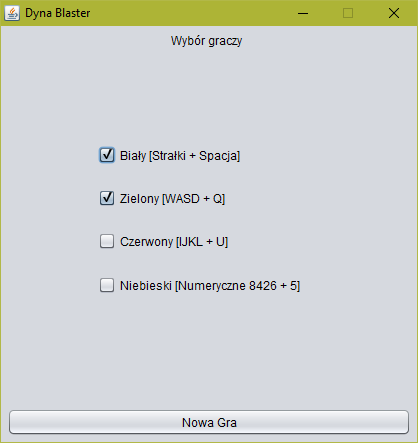 Dyna Blaster
Wybór graczy
Biały [Strałki + Spacja]
Zielony [WASD + Q]
Czerwony [IJKL + U]
Niebieski [Numeryczne 8426 + 5]
Nowa Gra